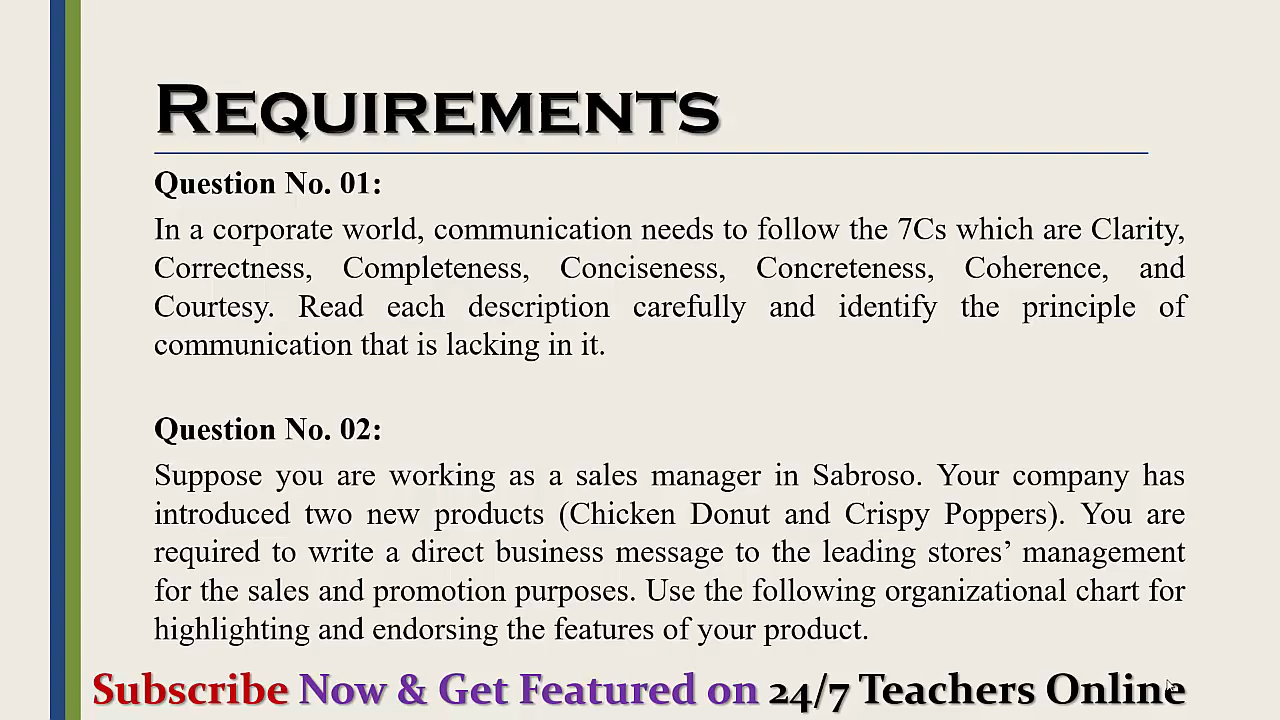 REQUIREMENTS
Question No. 01:
In a corporate world, communication needs to follow the 7Cs which are Clarity,
Correctness, Completeness, Conciseness, Concreteness, Coherence, and
Courtesy. Read each description carefully and identify the principle of
communication that is lacking in it.
Question No. 02:
Suppose you are working as a sales manager in Sabroso. Your company has
introduced two new products (Chicken Donut and Crispy Poppers). You are
required to write a direct business message to the leading stores’ management
for the sales and promotion purposes. Use the following organizational chart for
highlighting and endorsing the features of your product.
Subscribe Now & Get Featured on 24/7 Teachers Online